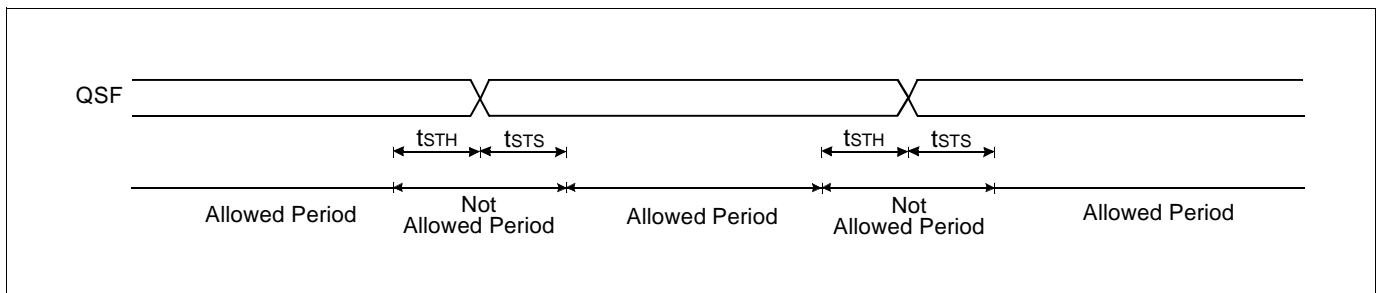 QSF
tSTH tSTS tSTH tSTS
Allowed Period Not Allowed Period Allowed Period Not Allowed Period Allowed Period